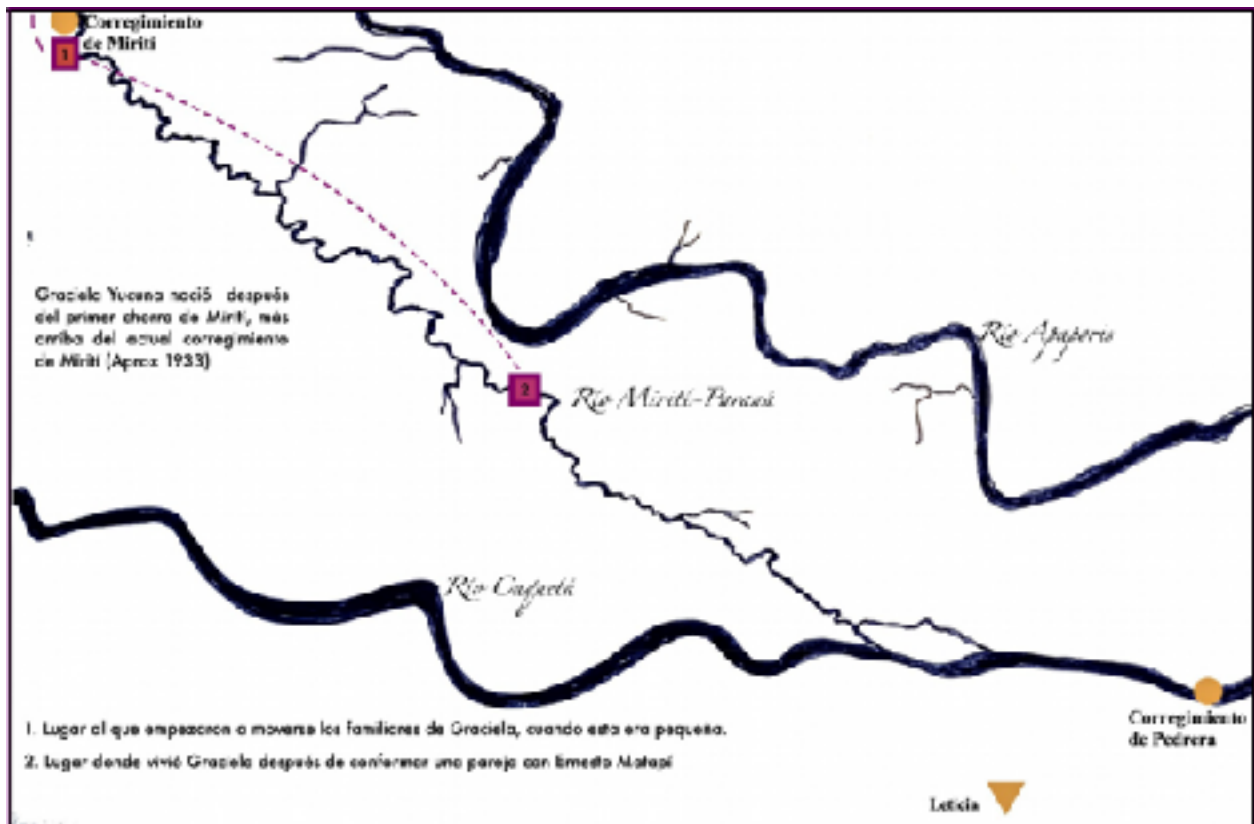 Corregimiento
de Miriti
1
Graciela Yucuna nació después
del primer chorro de Miriti, más
arriba del actual corregimiento
de Miriti (Aprox 1933)
Río Apaporis
2
Río Miriti-Paraná
Río Caquetá
1. Lugar al que empezaron a moverse los familiares de Graciela, cuando esta era pequeña.
2. Lugar donde vivió Graciela después de conformar una pareja con Ernesto Matapí
Corregimiento
de Pedrera
Leticia